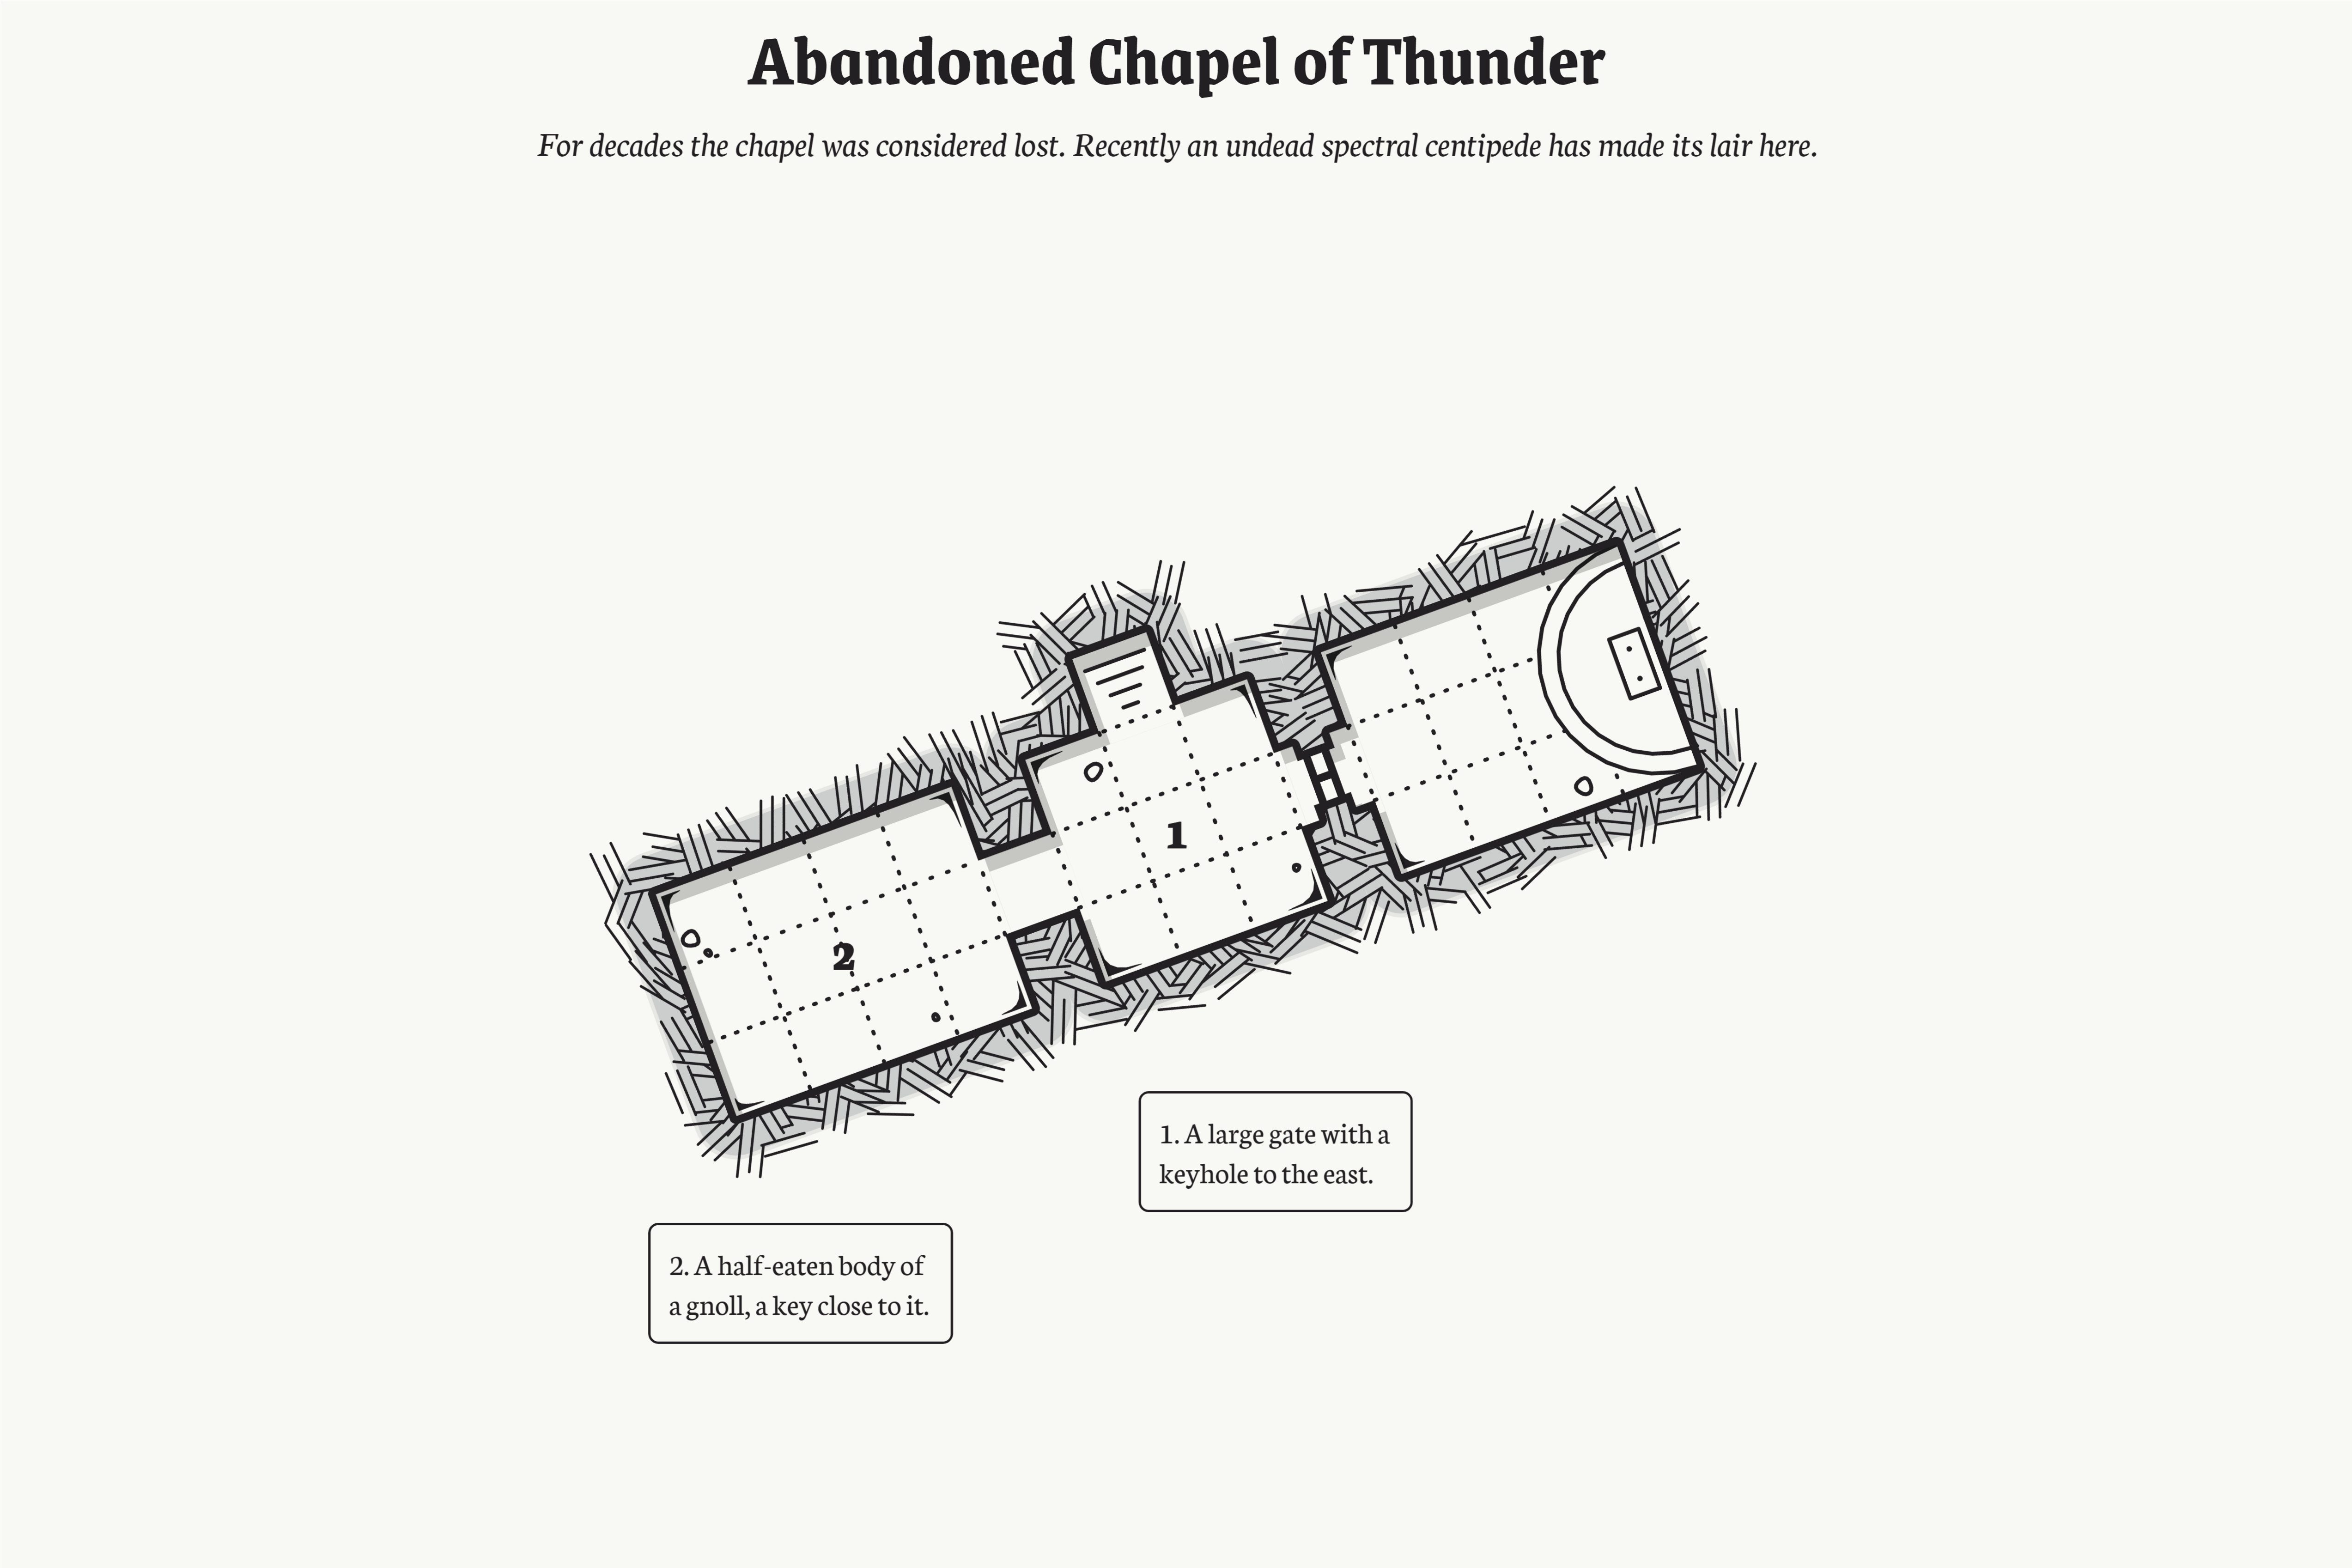 Abandoned Chapel of Thunder
For decades the chapel was considered lost. Recently an undead spectral centipede has made its lair here.
1
2
1. A large gate with a
keyhole to the east.
2. A half-eaten body of
a gnoll, a key close to it.